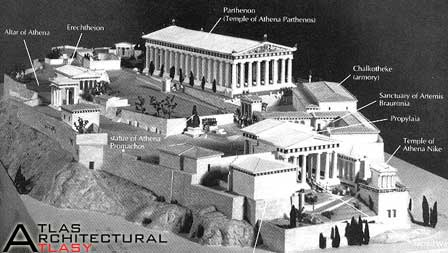 Parthenon
(Temple of Athena Parthenos)
Erechtheion
Altar of Athena
Chalkotheke
(armory)
Sanctuary of Artemis
Brauronia
Propylaia
Temple of
Athena Nike
statue of Athena
Promachos
ATLAS
ARCHITECTURAL
ATLASY